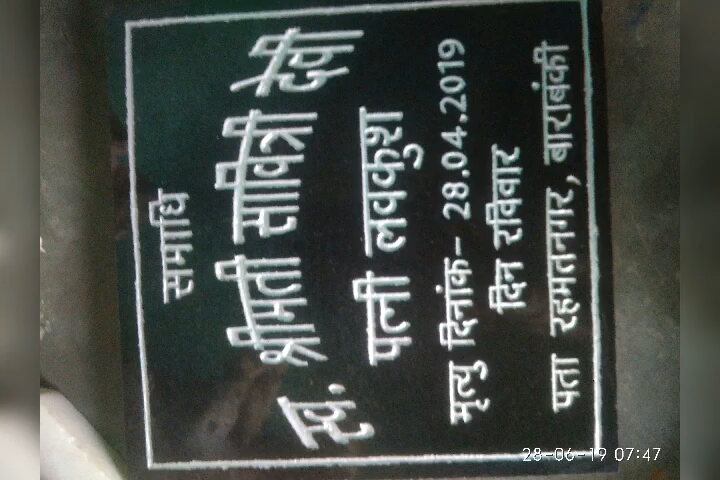 समाधि
स्व. श्रीमती सावित्री देवी
पत्नी लवकुश
मृत्यु दिनांक- 28.04.2019
दिन रविवार
पता रहमतनगर, बाराबंकी
28-06-19 07:47